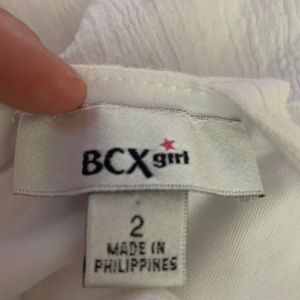 BCX girl
2
MADE IN
PHILIPPINES